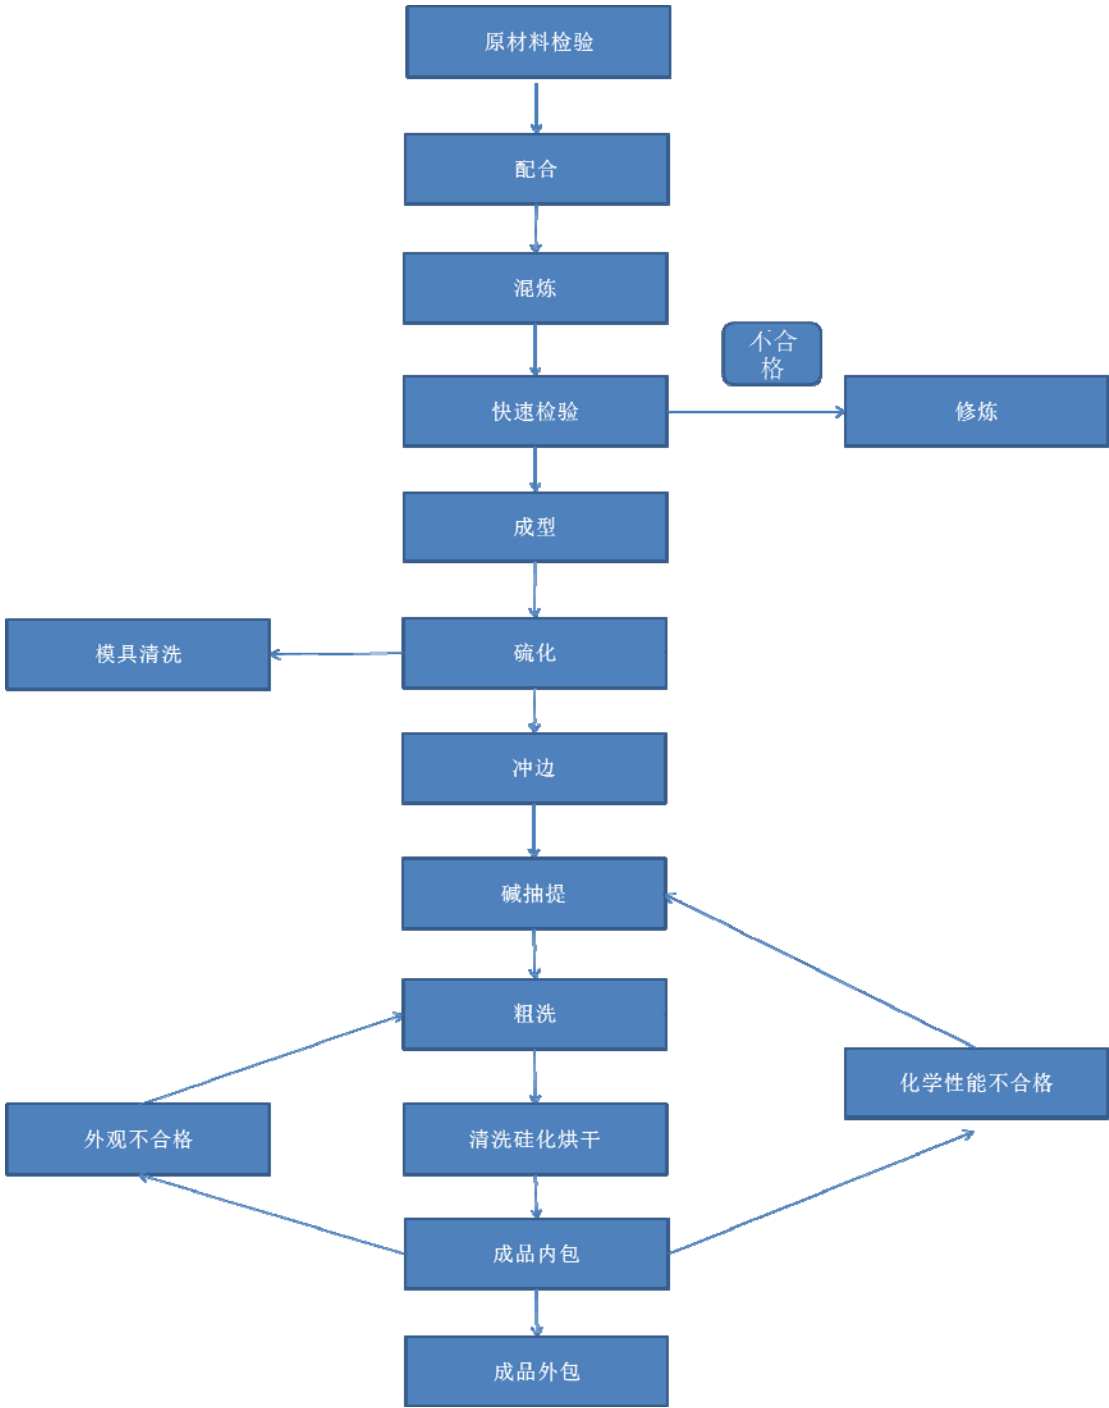 原材料检验
配合
混炼
不合
格
快速检验
修炼
成型
模具清洗
硫化
冲边
碱抽提
粗洗
化学性能不合格
外观不合格
清洗硅化烘干
成品内包
成品外包